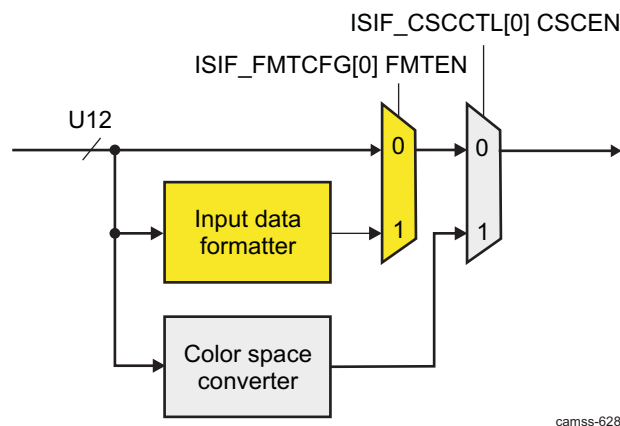 ISIF_CSCCTL[0] CSCEN
ISIF_FMTCFG[0] FMTEN
U12
0
0
Input data
formatter
1
1
Color space
converter
camss-628